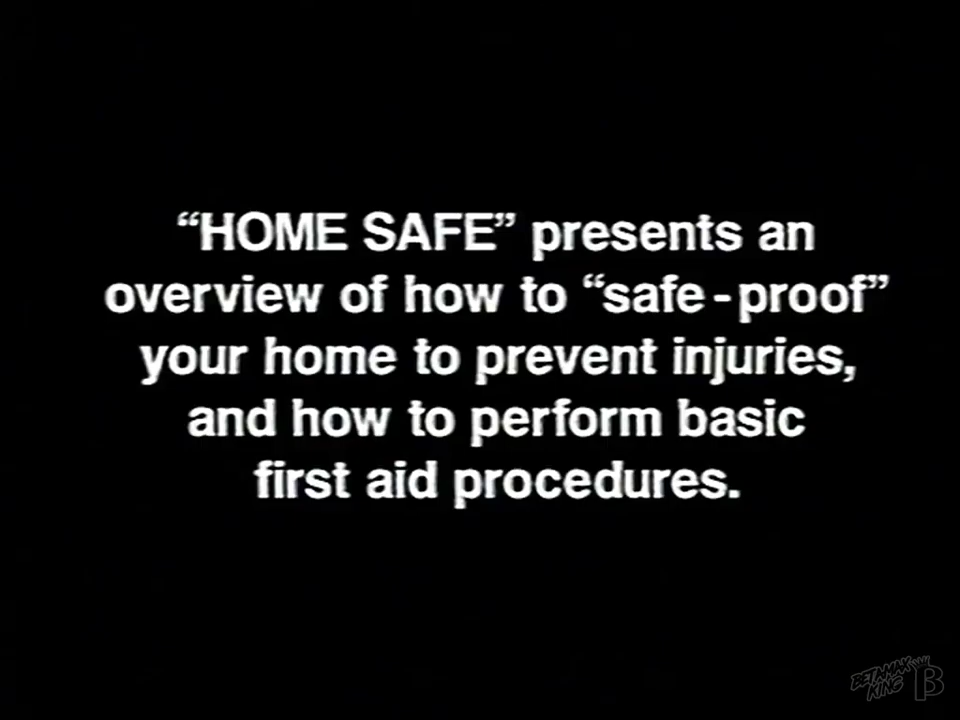 “HOME SAFE” presents an
overview of how to “safe-proof”
your home to prevent injuries,
and how to perform basic
first aid procedures.
BETAMAX
KING
β